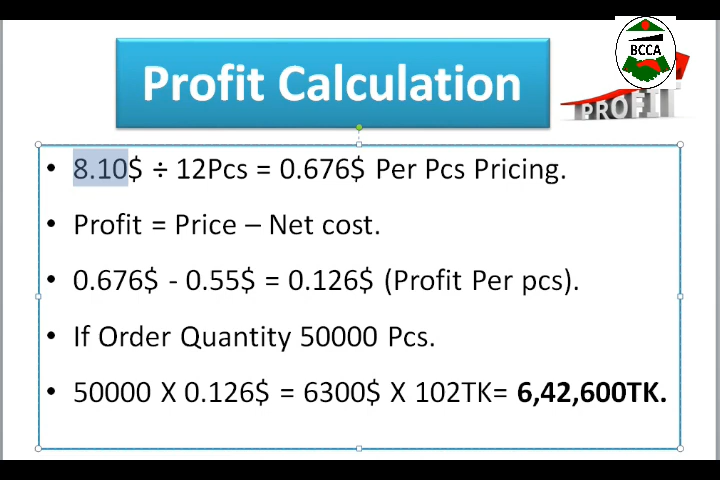 BCCA
Profit Calculation
PROFIT
• 8.10$ ÷ 12Pcs = 0.676$ Per Pcs Pricing.
• Profit = Price – Net cost.
• 0.676$ - 0.55$ = 0.126$ (Profit Per pcs).
• If Order Quantity 50000 Pcs.
• 50000 X 0.126$ = 6300$ X 102TK= 6,42,600TK.